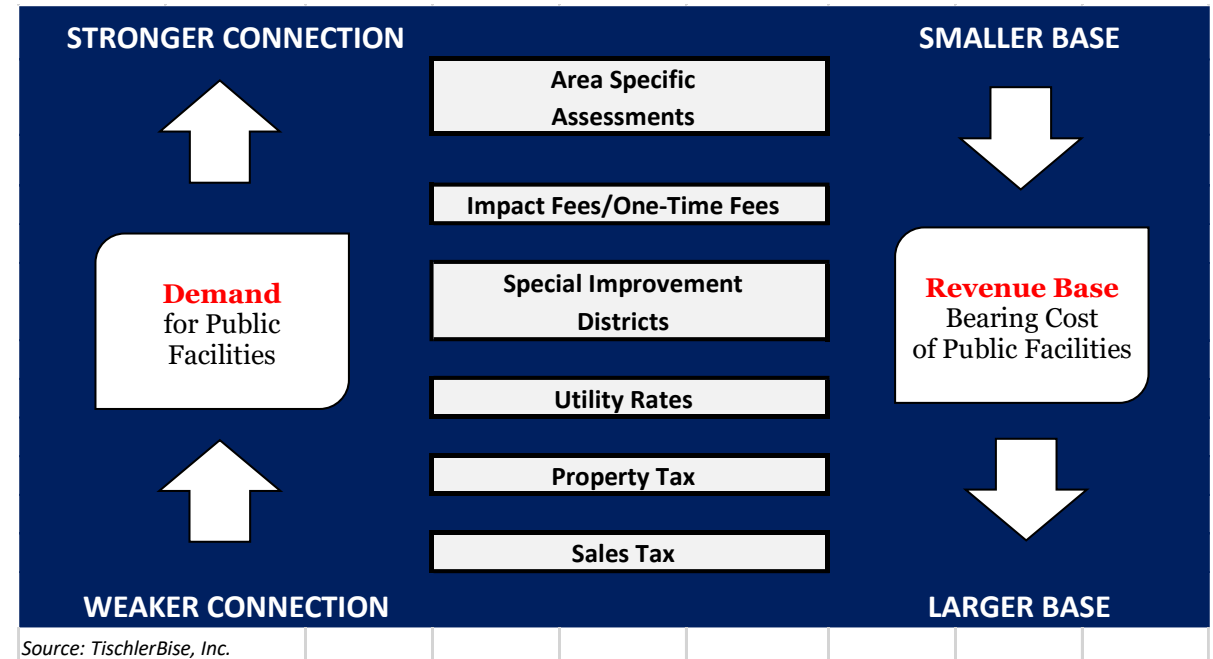 STRONGER CONNECTION
SMALLER BASE
Area Specific
Assessments
Impact Fees/One-Time Fees
Demand
for Public
Facilities
Special Improvement
Districts
Revenue Base
Bearing Cost
of Public Facilities
Utility Rates
Property Tax
Sales Tax
WEAKER CONNECTION
LARGER BASE
Source: TischlerBise, Inc.